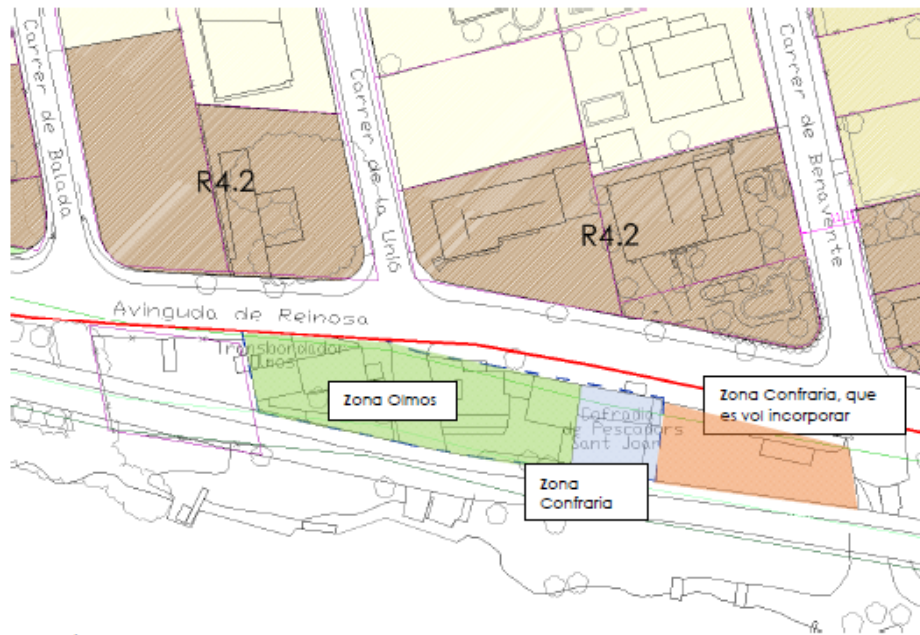 Carrer de Balada
Carrer de la Unió
Carrer de Benavente
R4.2
R4.2
Avinguda de Reinosa
Transbordador
Olmos
Zona Olmos
Zona Confraria, que
es vol incorporar
Cofradia
de Pescadors
Sant Joan
Zona
Confraria